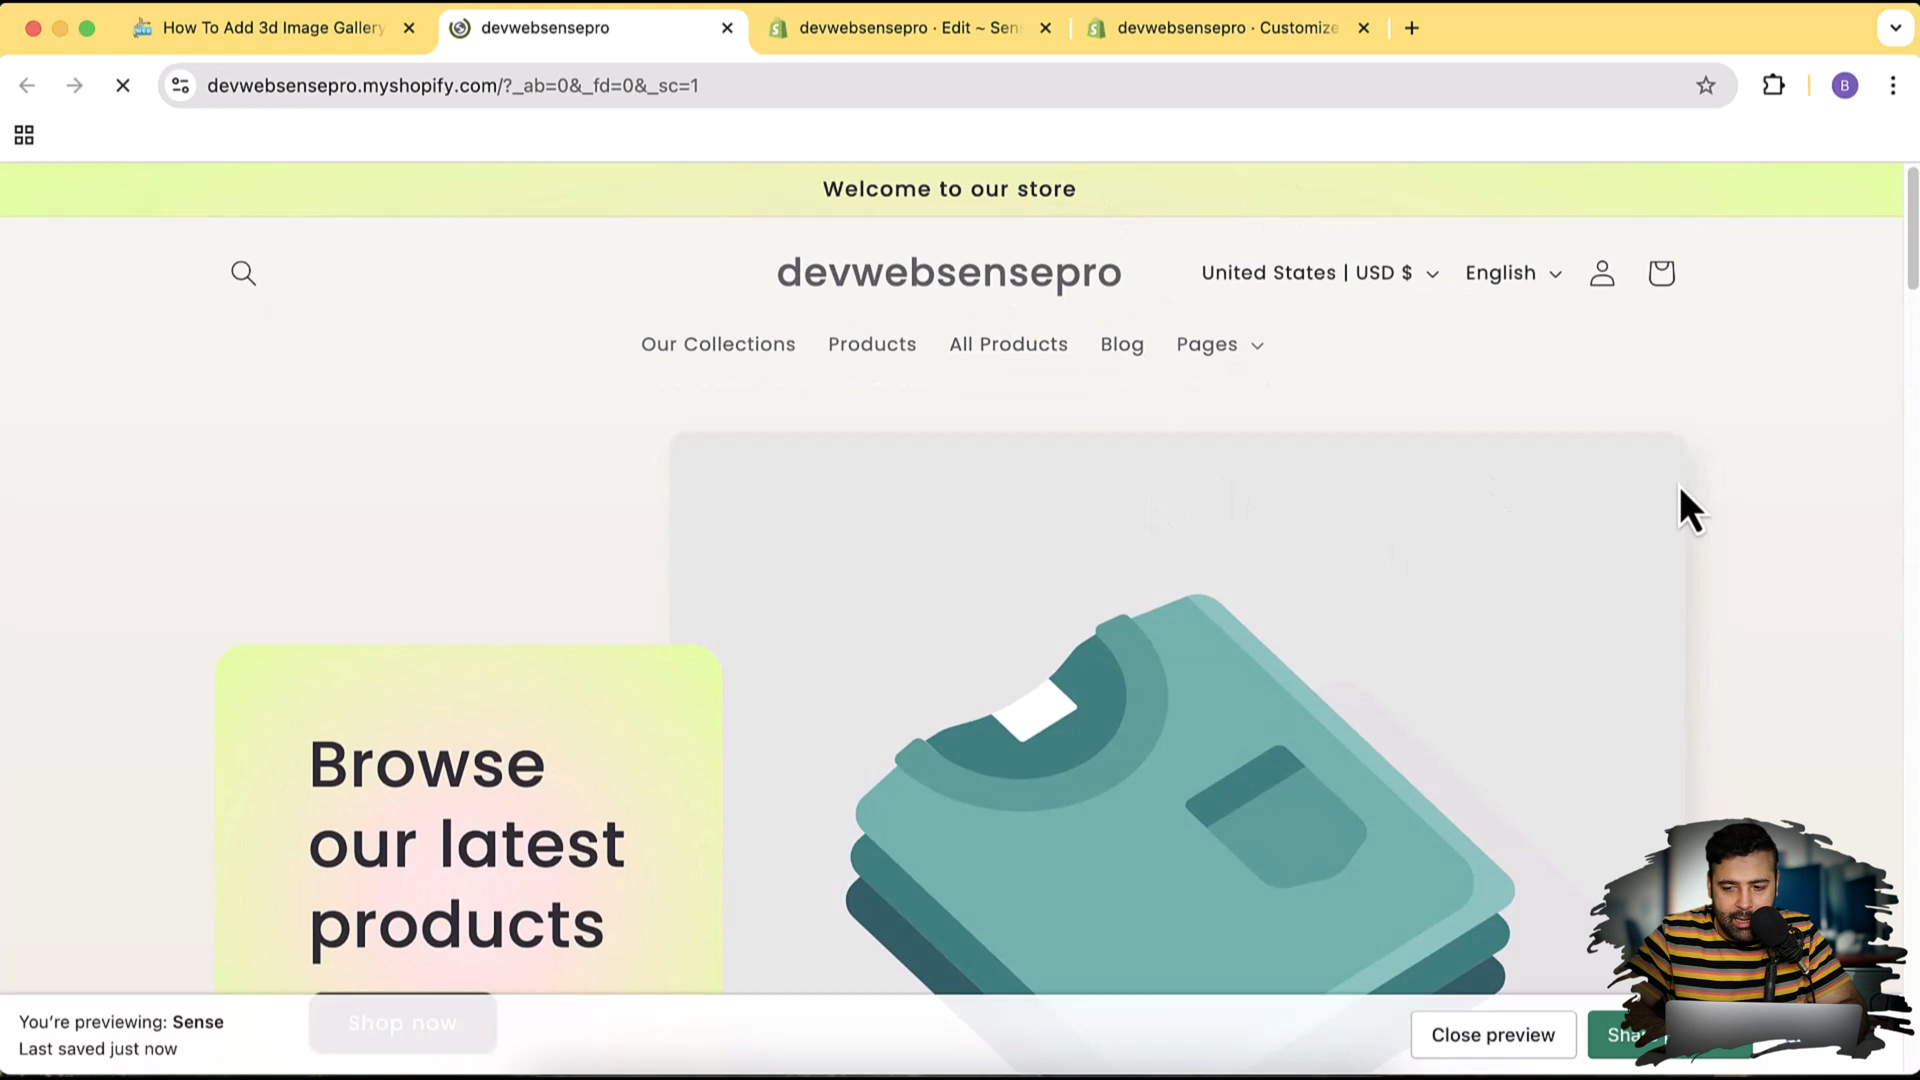 How To Add 3d Image Gallery
devwebsensepro
devwebsensepro · Edit ~ Sen
devwebsensepro · Customize
devwebsensepro.myshopify.com/?_ab=0&_fd=0&_sc=1
B
Welcome to our store
devwebsensepro
United States | USD $
English
Our Collections
Products
All Products
Blog
Pages
Browse
our latest
products
Shop now
You're previewing: Sense
Last saved just now
Close preview